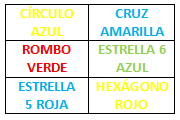 CÍRCULO
AZUL
CRUZ
AMARILLA
ROMBO
VERDE
ESTRELLA 6
AZUL
ESTRELLA
5 ROJA
HEXÁGONO
ROJO